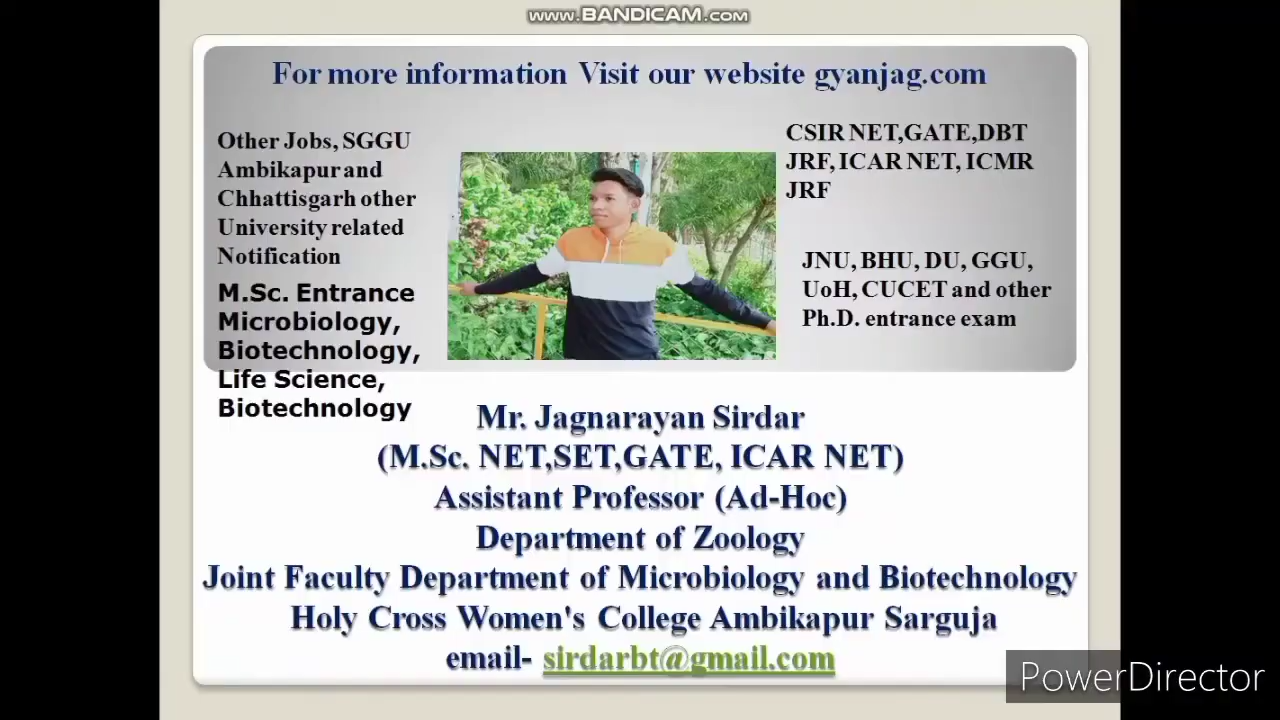 WWW.BANDICAM.COM
For more information Visit our website gyanjag.com
Other Jobs, SGGU
Ambikapur and
Chhattisgarh other
University related
Notification
M.Sc. Entrance
Microbiology,
Biotechnology,
Life Science,
Biotechnology
CSIR NET,GATE,DBT
JRF, ICAR NET, ICMR
JRF
JNU, BHU, DU, GGU,
UoH, CUCET and other
Ph.D. entrance exam
Mr. Jagnarayan Sirdar
(M.Sc. NET,SET,GATE, ICAR NET)
Assistant Professor (Ad-Hoc)
Department of Zoology
Joint Faculty Department of Microbiology and Biotechnology
Holy Cross Women's College Ambikapur Sarguja
email- sirdarbt@gmail.com
PowerDirector